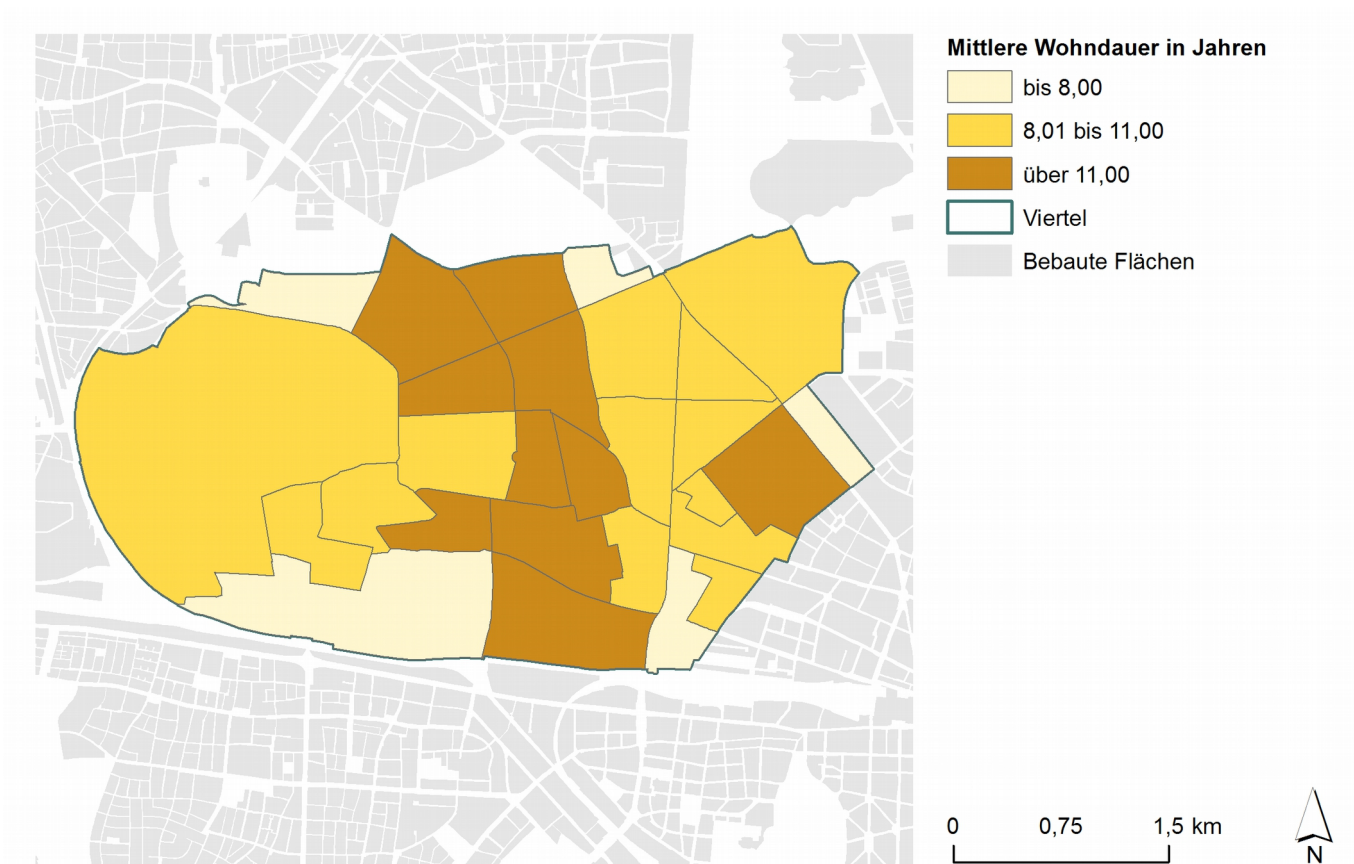 Mittlere Wohndauer in Jahren
bis 8,00
8,01 bis 11,00
über 11,00
Viertel
Bebaute Flächen
0 0,75 1,5 km
N